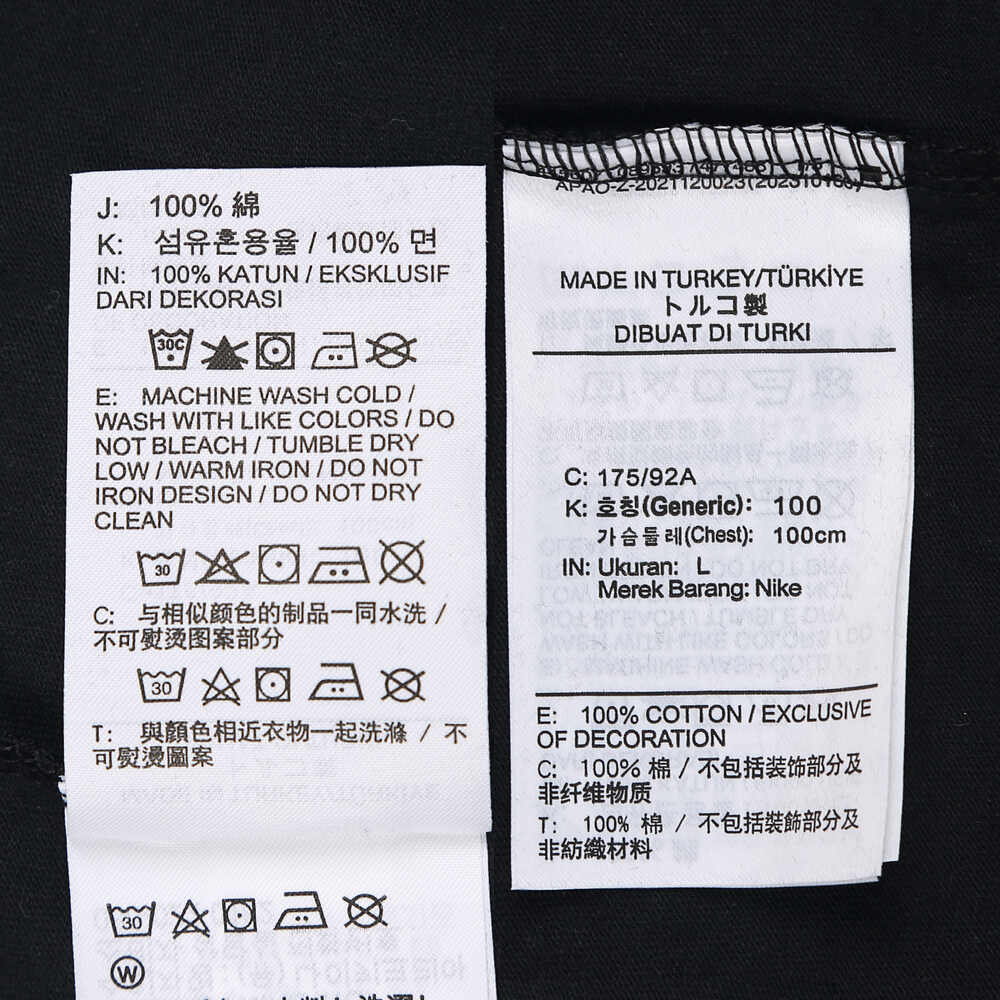 J: 100% 綿
K: 섬유혼용율 / 100% 면
IN: 100% KATUN / EKSKLUSIF
DARI DEKORASI
30C
E: MACHINE WASH COLD /
WASH WITH LIKE COLORS / DO
NOT BLEACH / TUMBLE DRY
LOW / WARM IRON / DO NOT
IRON DESIGN / DO NOT DRY
CLEAN
30
C: 与相似颜色的制品一同水洗 /
不可熨烫图案部分
30
T: 與顏色相近衣物一起洗滌 / 不
可熨燙圖案
30
W
APAO-Z-2021120023(202310160)
MADE IN TURKEY/TÜRKİYE
トルコ製
DIBUAT DI TURKI
C: 175/92A
K: 호칭(Generic): 100
가슴둘레(Chest): 100cm
IN: Ukuran: L
Merek Barang: Nike
E: 100% COTTON / EXCLUSIVE
OF DECORATION
C: 100% 棉 / 不包括装饰部分及
非纤维物质
T: 100% 棉 / 不包括裝飾部分及
非紡織材料